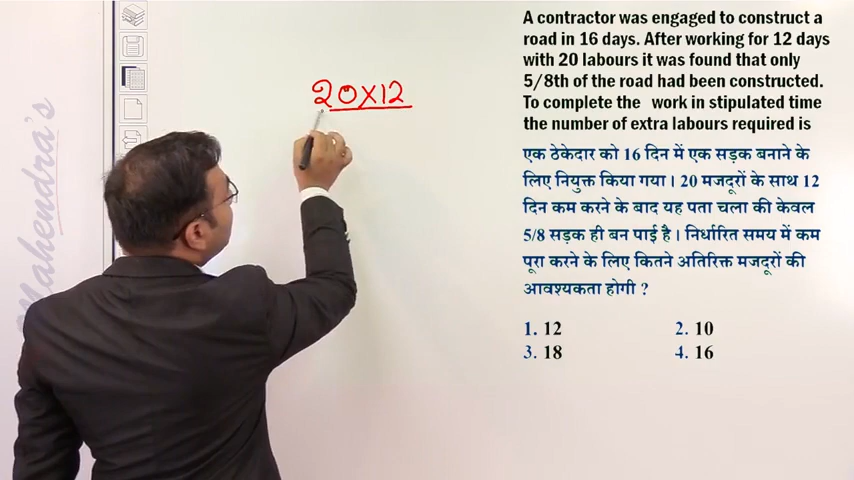 Mahendra's
20×12
A contractor was engaged to construct a
road in 16 days. After working for 12 days
with 20 labours it was found that only
5/8th of the road had been constructed.
To complete the work in stipulated time
the number of extra labours required is
एक ठेकेदार को 16 दिन में एक सड़क बनाने के
लिए नियुक्त किया गया। 20 मजदूरों के साथ 12
दिन कम करने के बाद यह पता चला की केवल
5/8 सड़क ही बन पाई है। निर्धारित समय में कम
पूरा करने के लिए कितने अतिरिक्त मजदूरों की
आवश्यकता होगी ?
1. 12 2. 10
3. 18 4. 16